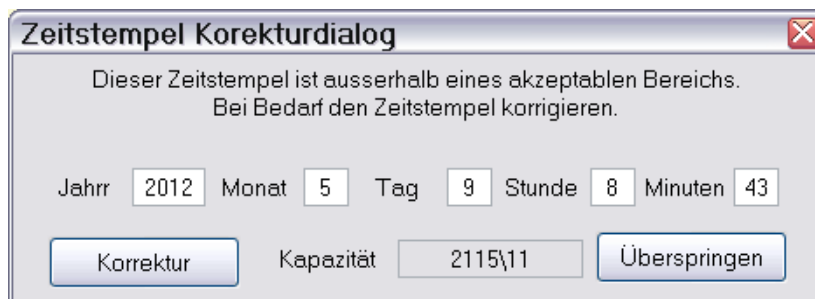 Zeitstempel Korekturdialog
Dieser Zeitstempel ist ausserhalb eines akzeptablen Bereichs.
Bei Bedarf den Zeitstempel korrigieren.
Jahrr 2012 Monat 5 Tag 9 Stunde 8 Minuten 43
Korrektur Kapazität 2115\11 Überspringen